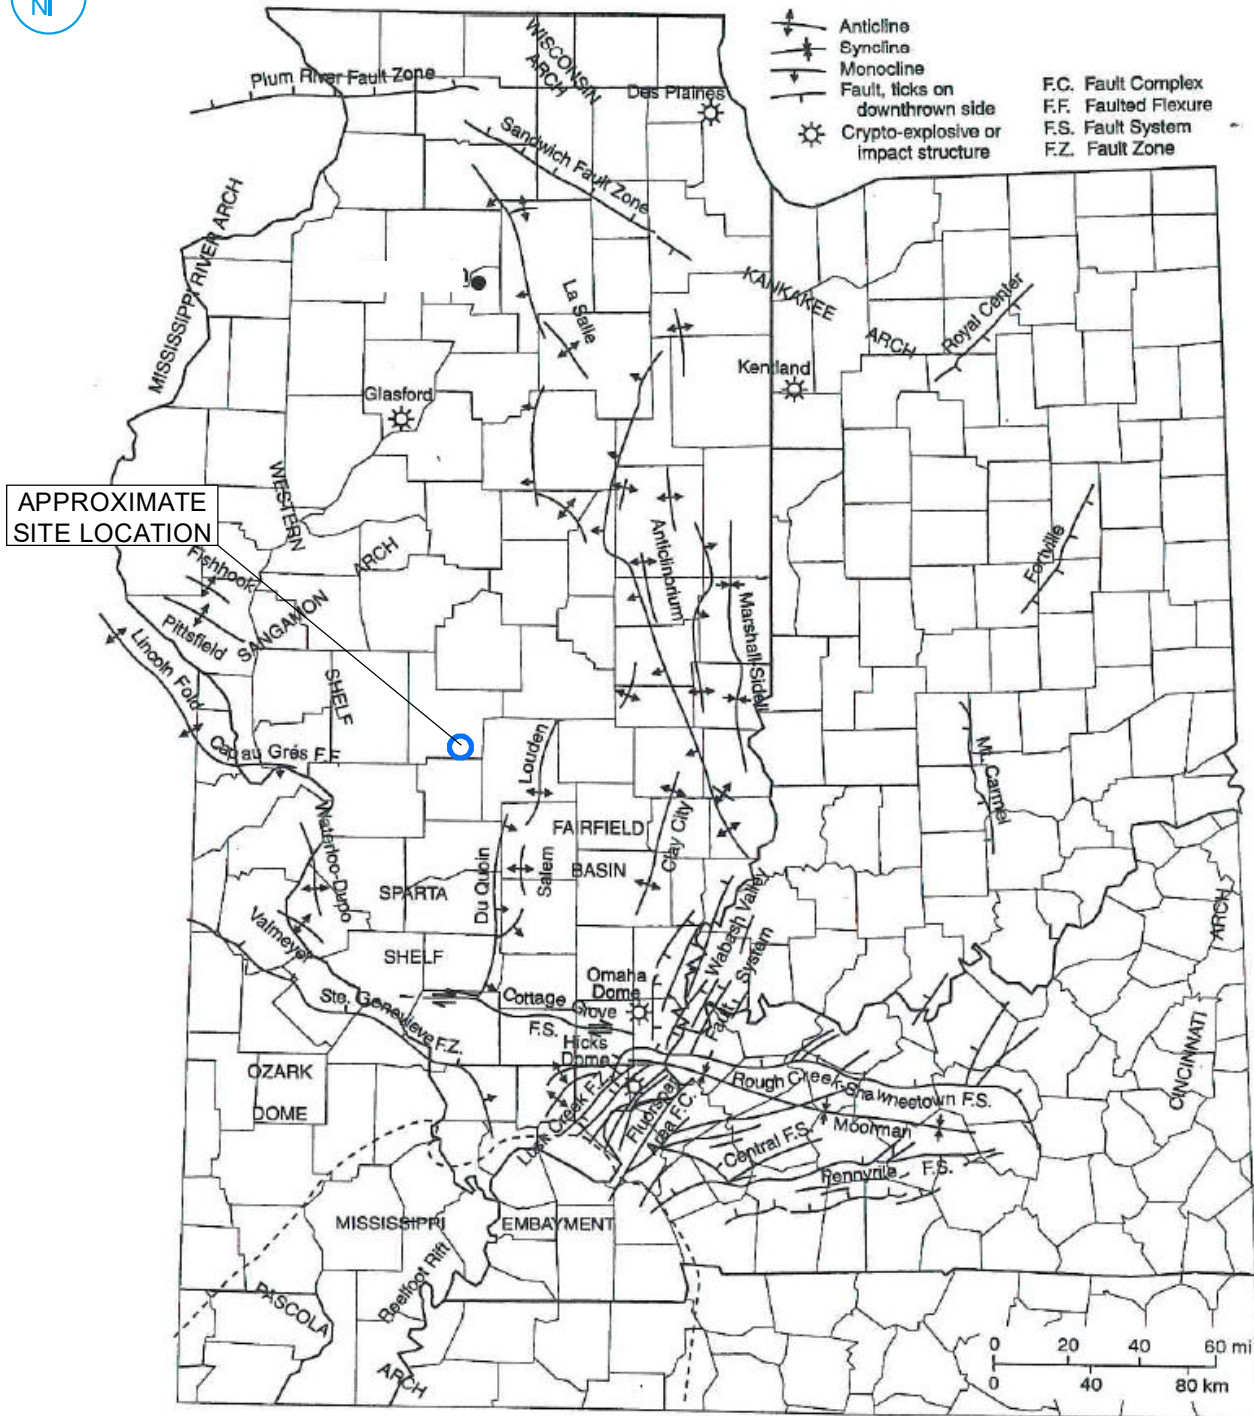 N
Anticline
Syncline
Monocline
Fault, ticks on
downthrown side
Crypto-explosive or
impact structure
F.C. Fault Complex
F.F. Faulted Flexure
F.S. Fault System
F.Z. Fault Zone
WISCONSIN
ARCH
Plum River Fault Zone
Des Plaines
Sandwich Fault Zone
MISSISSIPPI RIVER ARCH
KANKAKEE
ARCH
La Salle
Royal Center
Kentland
Glasford
APPROXIMATE
SITE LOCATION
WESTERN
ARCH
Fishhook
SANGAMON
Pittsfield
Lincoln Fold
SHELF
Anticlinorium
Marshall-Sidell
Fortville
Cap au Grés F.F.
Louden
Mt. Carmel
Waterloo-Dupo
FAIRFIELD
BASIN
Clay City
Du Quoin
Salem
SPARTA
SHELF
Valmeyer
Wabash Valley
Fault System
ARCH
CINCINNATI
Omaha
Dome
Ste. Genevieve F.Z.
Cottage Grove
F.S.
Hicks
Dome
OZARK
DOME
Lusk Creek F.Z.
Fluorspar
Area F.C.
Rough Creek-Shawneetown F.S.
Moorman
Central F.S.
Pennyrile F.S.
MISSISSIPPI EMBAYMENT
Reelfoot Rift
PASCOLA
ARCH
0 20 40 60 mi
0 40 80 km